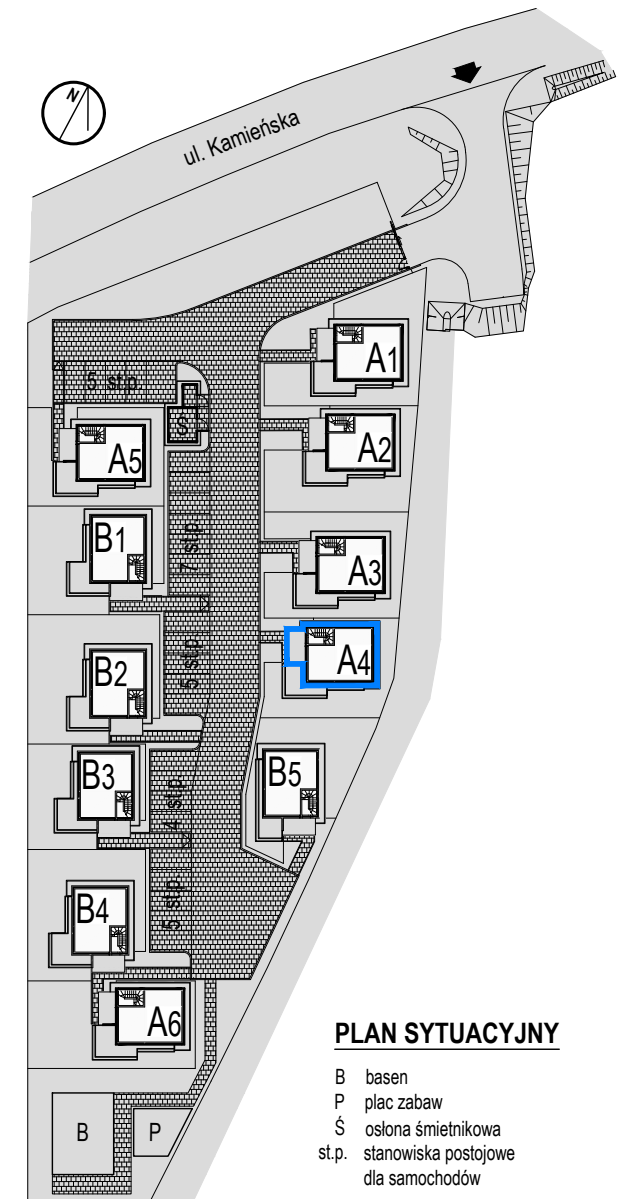 N
ul. Kamieńska
A1
5 st.p.
Ś
A2
A5
B1
7 st.p.
A3
A4
B2
5 st.p.
B3
B5
4 st.p.
B4
5 st.p.
A6
PLAN SYTUACYJNY
B basen
P plac zabaw
Ś osłona śmietnikowa
st.p. stanowiska postojowe
dla samochodów
B
P